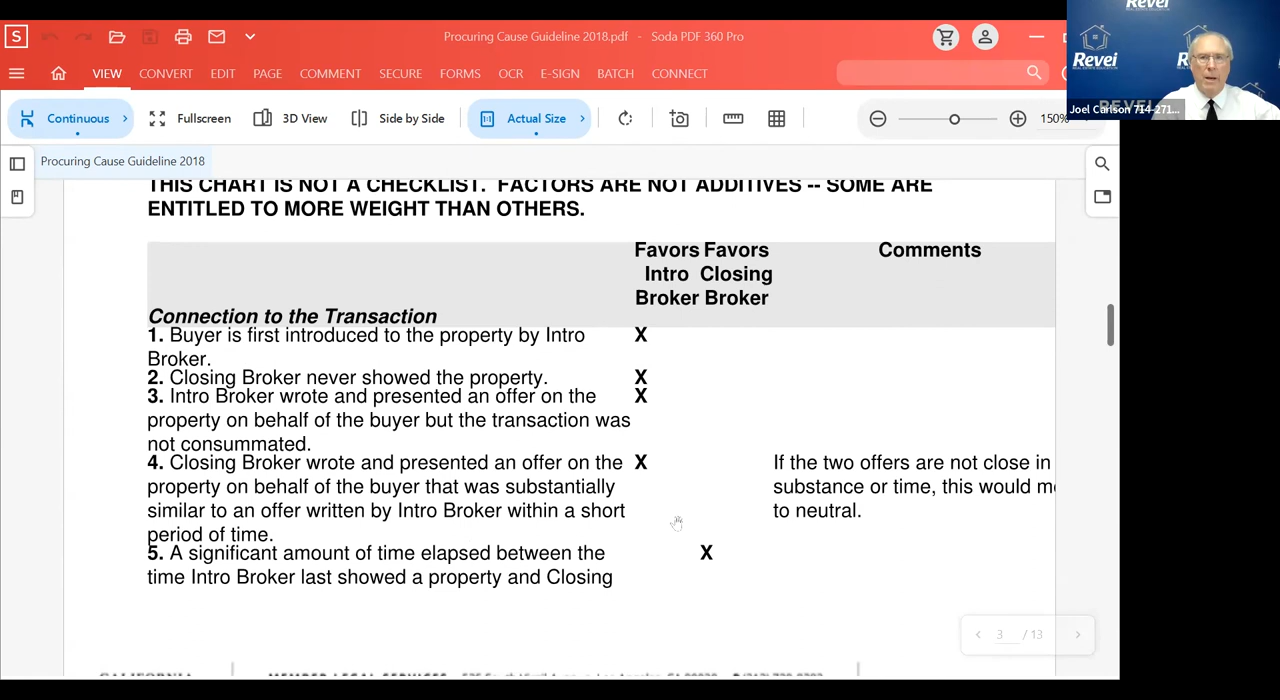 Revei
S
Procuring Cause Guideline 2018.pdf - Soda PDF 360 Pro
Revei
Joel Carlson 714-271...
VIEW CONVERT EDIT PAGE COMMENT SECURE FORMS OCR E-SIGN BATCH CONNECT
Continuous Fullscreen 3D View Side by Side Actual Size 150%
Procuring Cause Guideline 2018
THIS CHART IS NOT A CHECKLIST. FACTORS ARE NOT ADDITIVES -- SOME ARE
ENTITLED TO MORE WEIGHT THAN OTHERS.
Favors Favors Comments
Intro Closing
Broker Broker
Connection to the Transaction
1. Buyer is first introduced to the property by Intro X
Broker.
2. Closing Broker never showed the property. X
3. Intro Broker wrote and presented an offer on the X
property on behalf of the buyer but the transaction was
not consummated.
4. Closing Broker wrote and presented an offer on the X If the two offers are not close in
property on behalf of the buyer that was substantially substance or time, this would m
similar to an offer written by Intro Broker within a short to neutral.
period of time.
5. A significant amount of time elapsed between the X
time Intro Broker last showed a property and Closing
3 / 13